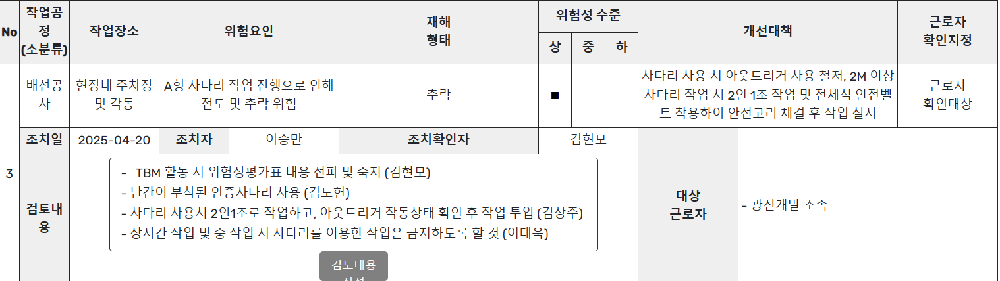 No
작업공
정
(소분류)
작업장소
위험요인
재해
형태
위험성 수준
상
중
하
개선대책
근로자
확인지정
3
배선공
사
현장내 주차장
및 각동
A형 사다리 작업 진행으로 인해
전도 및 추락 위험
추락
■
사다리 사용 시 아웃트리거 사용 철저, 2M 이상
사다리 작업 시 2인 1조 작업 및 전체식 안전벨
트 착용하여 안전고리 체결 후 작업 실시
근로자
확인대상
조치일
2025-04-20
조치자
이승만
조치확인자
김현모
검토내
용
- TBM 활동 시 위험성평가표 내용 전파 및 숙지 (김현모)
- 난간이 부착된 인증사다리 사용 (김도헌)
- 사다리 사용시 2인1조로 작업하고, 아웃트리거 작동상태 확인 후 작업 투입 (김상주)
- 장시간 작업 및 중 작업 시 사다리를 이용한 작업은 금지하도록 할 것 (이태욱)
검토내용
대상
근로자
- 광진개발 소속